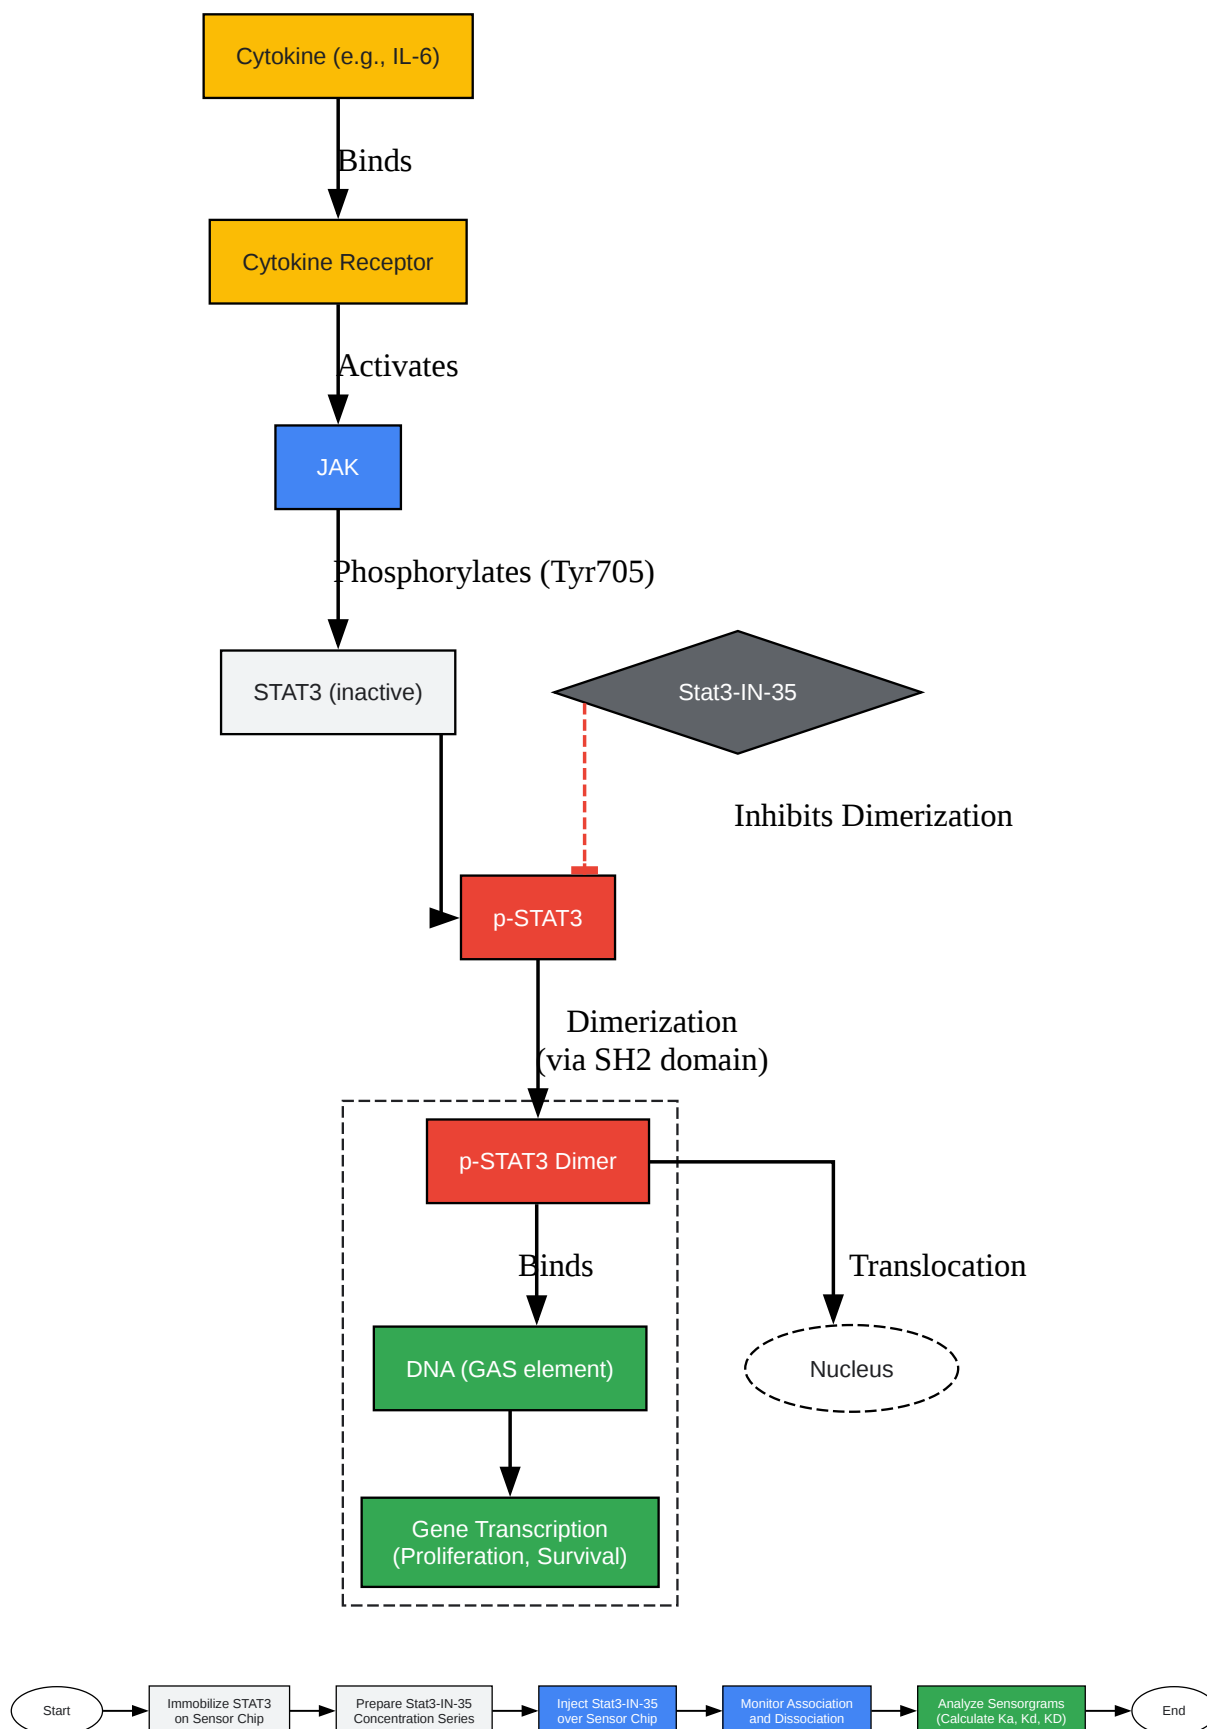 Cytokine (e.g., IL-6)
Binds
Cytokine Receptor
Activates
JAK
Phosphorylates (Tyr705)
STAT3 (inactive)
Stat3-IN-35
Inhibits Dimerization
p-STAT3
Dimerization
(via SH2 domain)
p-STAT3 Dimer
Binds
Translocation
DNA (GAS element)
Nucleus
Gene Transcription
(Proliferation, Survival)
Start
Immobilize STAT3
on Sensor Chip
Prepare Stat3-IN-35
Concentration Series
Inject Stat3-IN-35
over Sensor Chip
Monitor Association
and Dissociation
Analyze Sensorgrams
(Calculate Ka, Kd, KD)
End